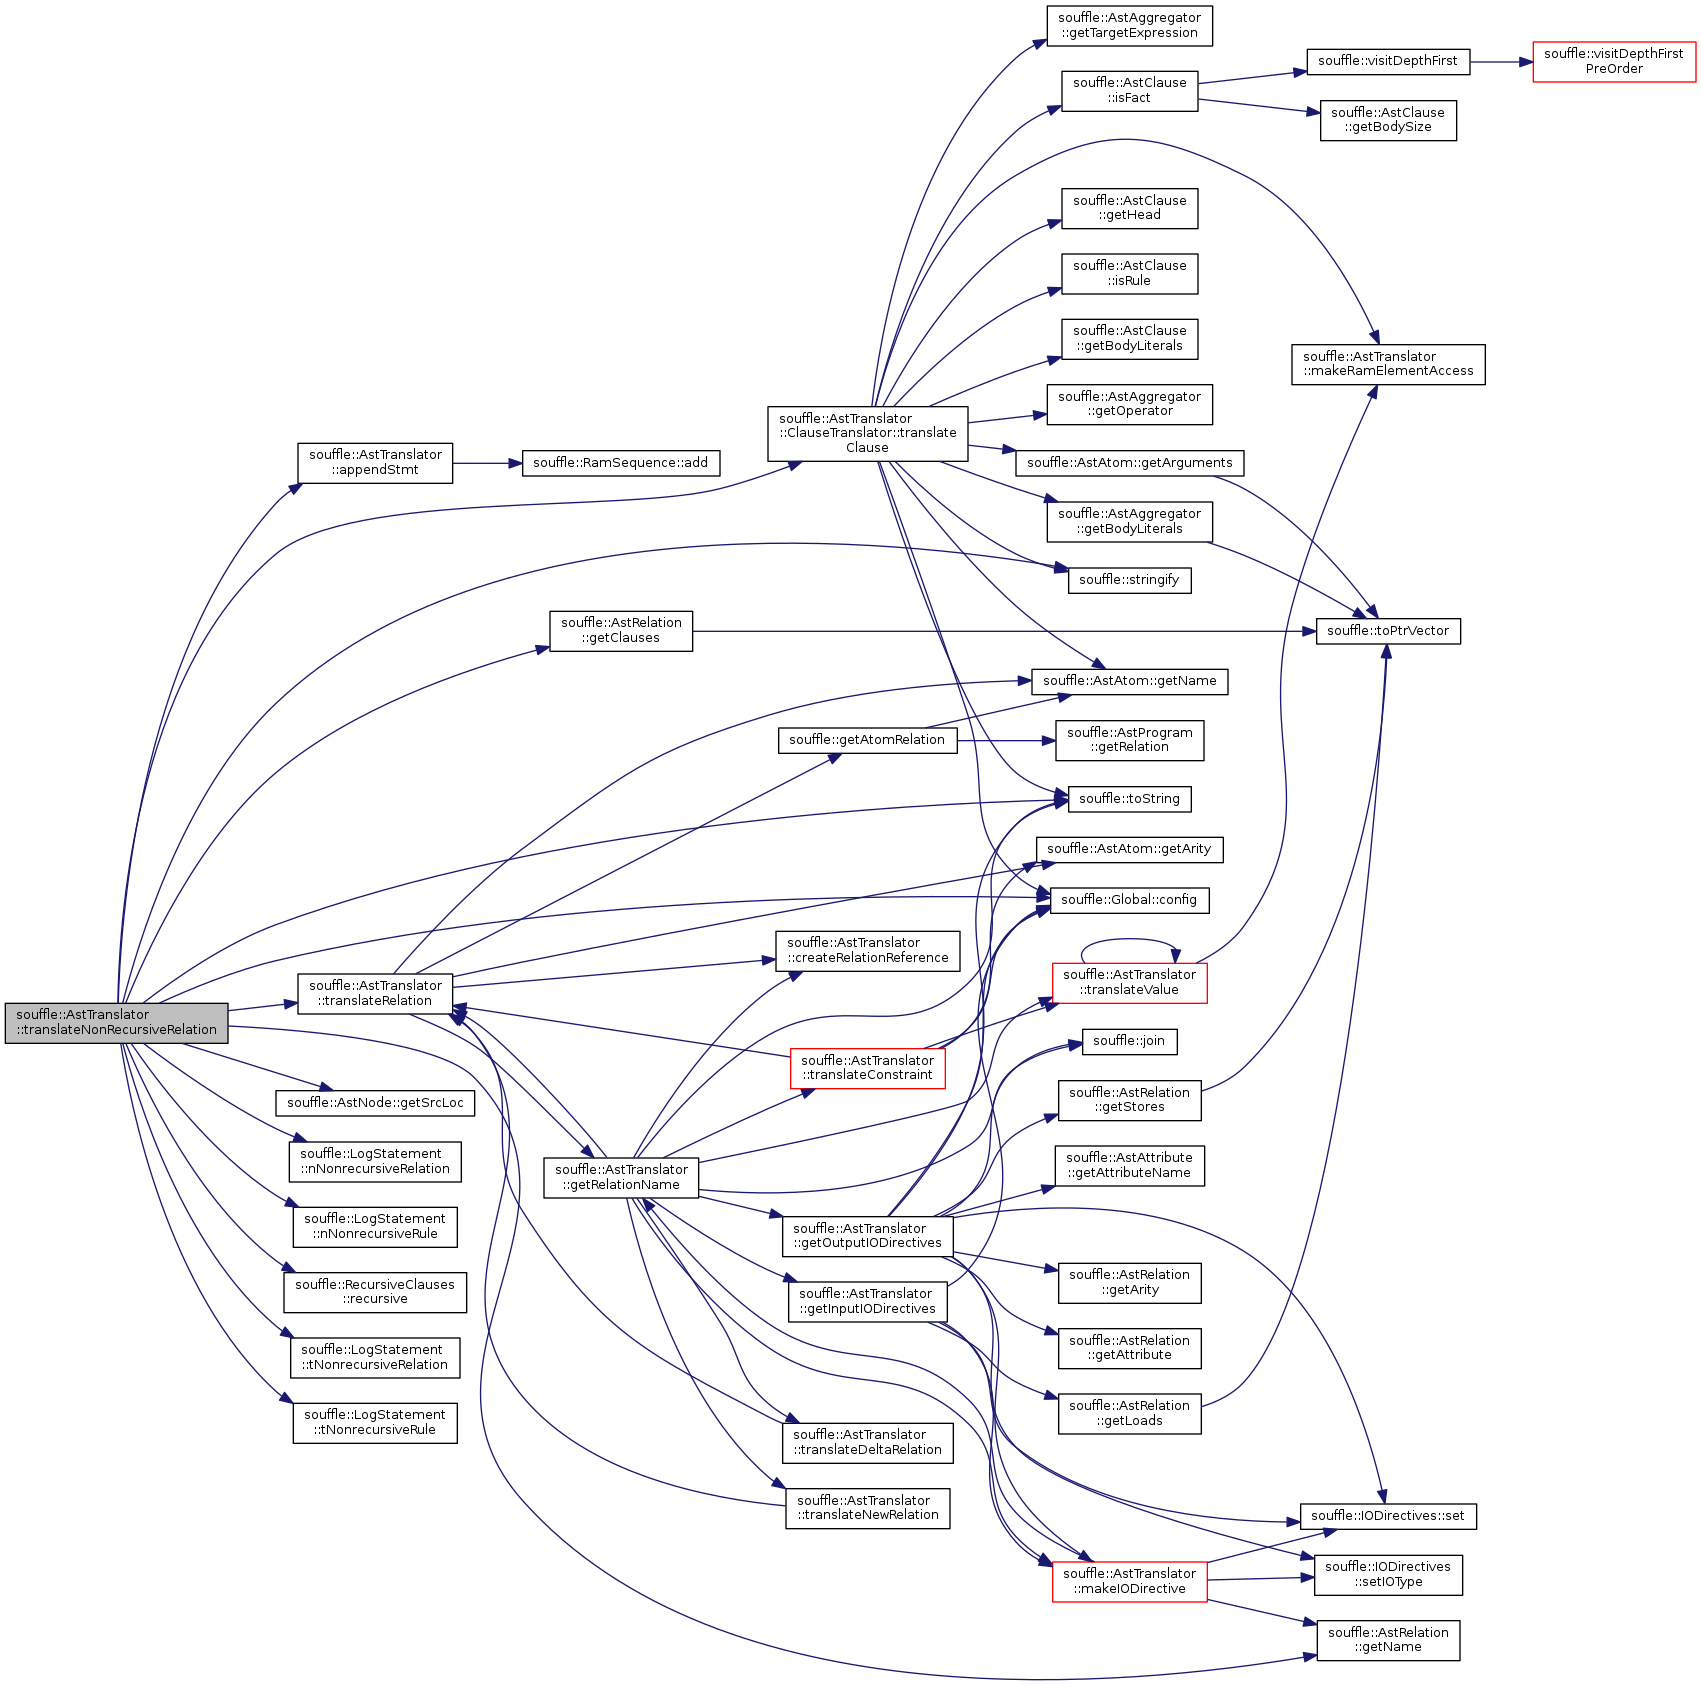 souffle::AstAggregator
::getTargetExpression
souffle::visitDepthFirst
souffle::visitDepthFirst
PreOrder
souffle::AstClause
::isFact
souffle::AstClause
::getBodySize
souffle::AstClause
::getHead
souffle::AstClause
::isRule
souffle::AstClause
::getBodyLiterals
souffle::AstTranslator
::makeRamElementAccess
souffle::AstAggregator
::getOperator
souffle::AstTranslator
::ClauseTranslator::translate
Clause
souffle::AstTranslator
::appendStmt
souffle::RamSequence::add
souffle::AstAtom::getArguments
souffle::AstAggregator
::getBodyLiterals
souffle::stringify
souffle::AstRelation
::getClauses
souffle::toPtrVector
souffle::AstAtom::getName
souffle::getAtomRelation
souffle::AstProgram
::getRelation
souffle::toString
souffle::AstAtom::getArity
souffle::Global::config
souffle::AstTranslator
::createRelationReference
souffle::AstTranslator
::translateValue
souffle::AstTranslator
::translateRelation
souffle::AstTranslator
::translateNonRecursiveRelation
souffle::join
souffle::AstTranslator
::translateConstraint
souffle::AstNode::getSrcLoc
souffle::AstRelation
::getStores
souffle::LogStatement
::nNonrecursiveRelation
souffle::AstTranslator
::getRelationName
souffle::AstAttribute
::getAttributeName
souffle::LogStatement
::nNonrecursiveRule
souffle::AstTranslator
::getOutputIODirectives
souffle::RecursiveClauses
::recursive
souffle::AstTranslator
::getInputIODirectives
souffle::AstRelation
::getArity
souffle::LogStatement
::tNonrecursiveRelation
souffle::AstRelation
::getAttribute
souffle::LogStatement
::tNonrecursiveRule
souffle::AstRelation
::getLoads
souffle::AstTranslator
::translateDeltaRelation
souffle::AstTranslator
::translateNewRelation
souffle::IODirectives::set
souffle::AstTranslator
::makeIODirective
souffle::IODirectives
::setIOType
souffle::AstRelation
::getName